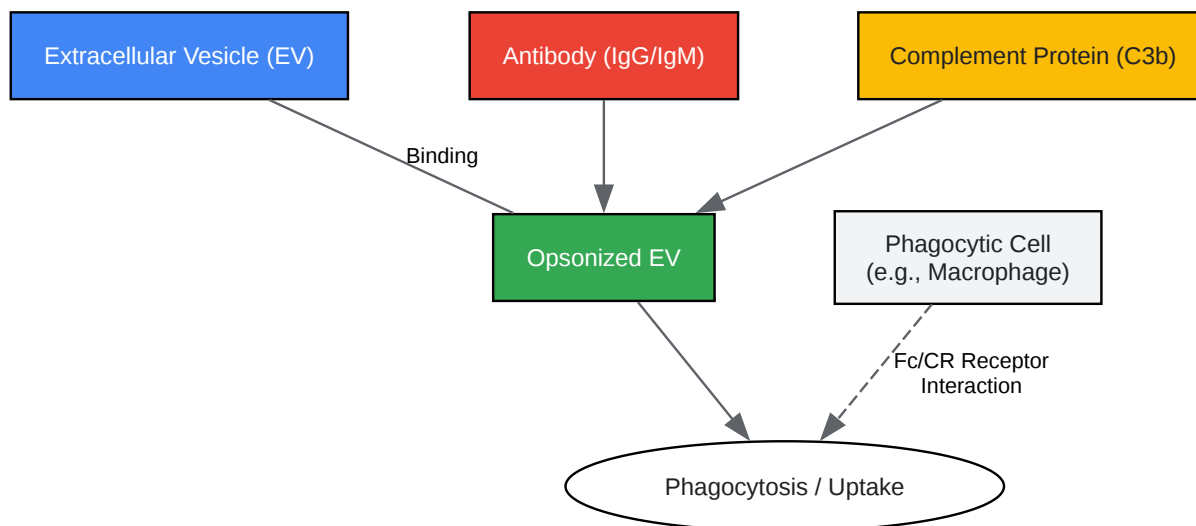 Extracellular Vesicle (EV)
Antibody (IgG/IgM)
Complement Protein (C3b)
Binding
Opsonized EV
Phagocytic Cell
(e.g., Macrophage)
Fc/CR Receptor
Interaction
Phagocytosis / Uptake